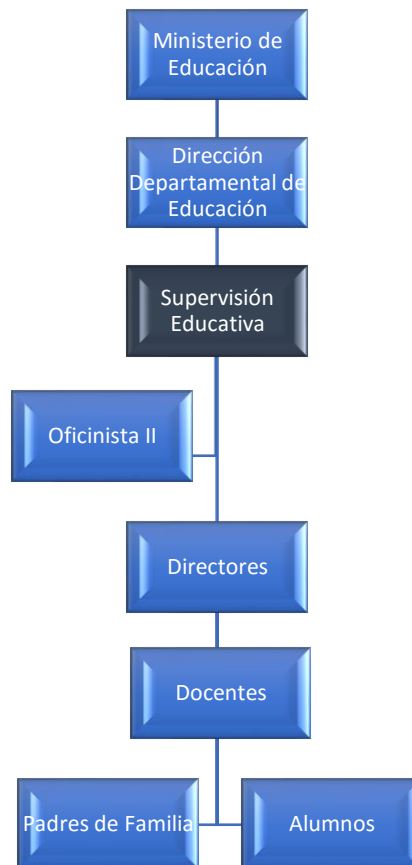 Ministerio de
Educación
Dirección
Departamental de
Educación
Supervisión
Educativa
Oficinista II
Directores
Docentes
Padres de Familia
Alumnos